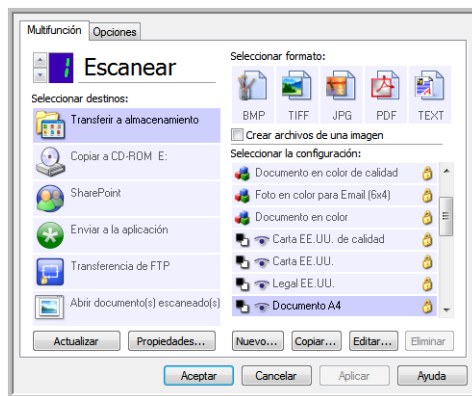 Multifunción
Opciones
1 Escanear
Seleccionar destinos:
Transferir a almacenamiento
Copiar a CD-ROM E:
SharePoint
Enviar a la aplicación
Transferencia de FTP
Abrir documento(s) escaneado(s)
Actualizar
Propiedades...
Seleccionar formato:
BMP TIFF JPG PDF TEXT
Crear archivos de una imagen
Seleccionar la configuración:
Documento en color de calidad
Foto en color para Email (6x4)
Documento en color
Carta EE.UU. de calidad
Carta EE.UU.
Legal EE.UU.
Documento A4
Nuevo... Copiar... Editar... Eliminar
Aceptar Cancelar Aplicar Ayuda